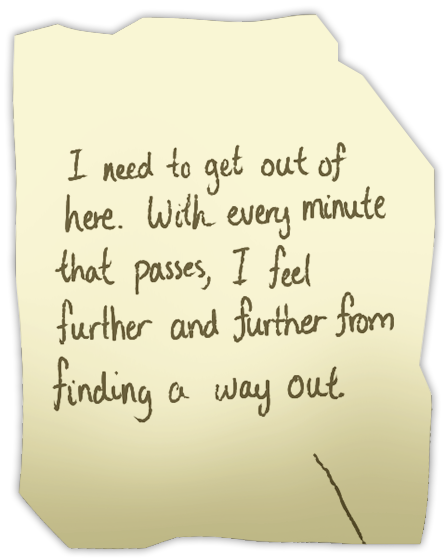 I need to get out of
here. With every minute
that passes, I feel
further and further from
finding a way out.